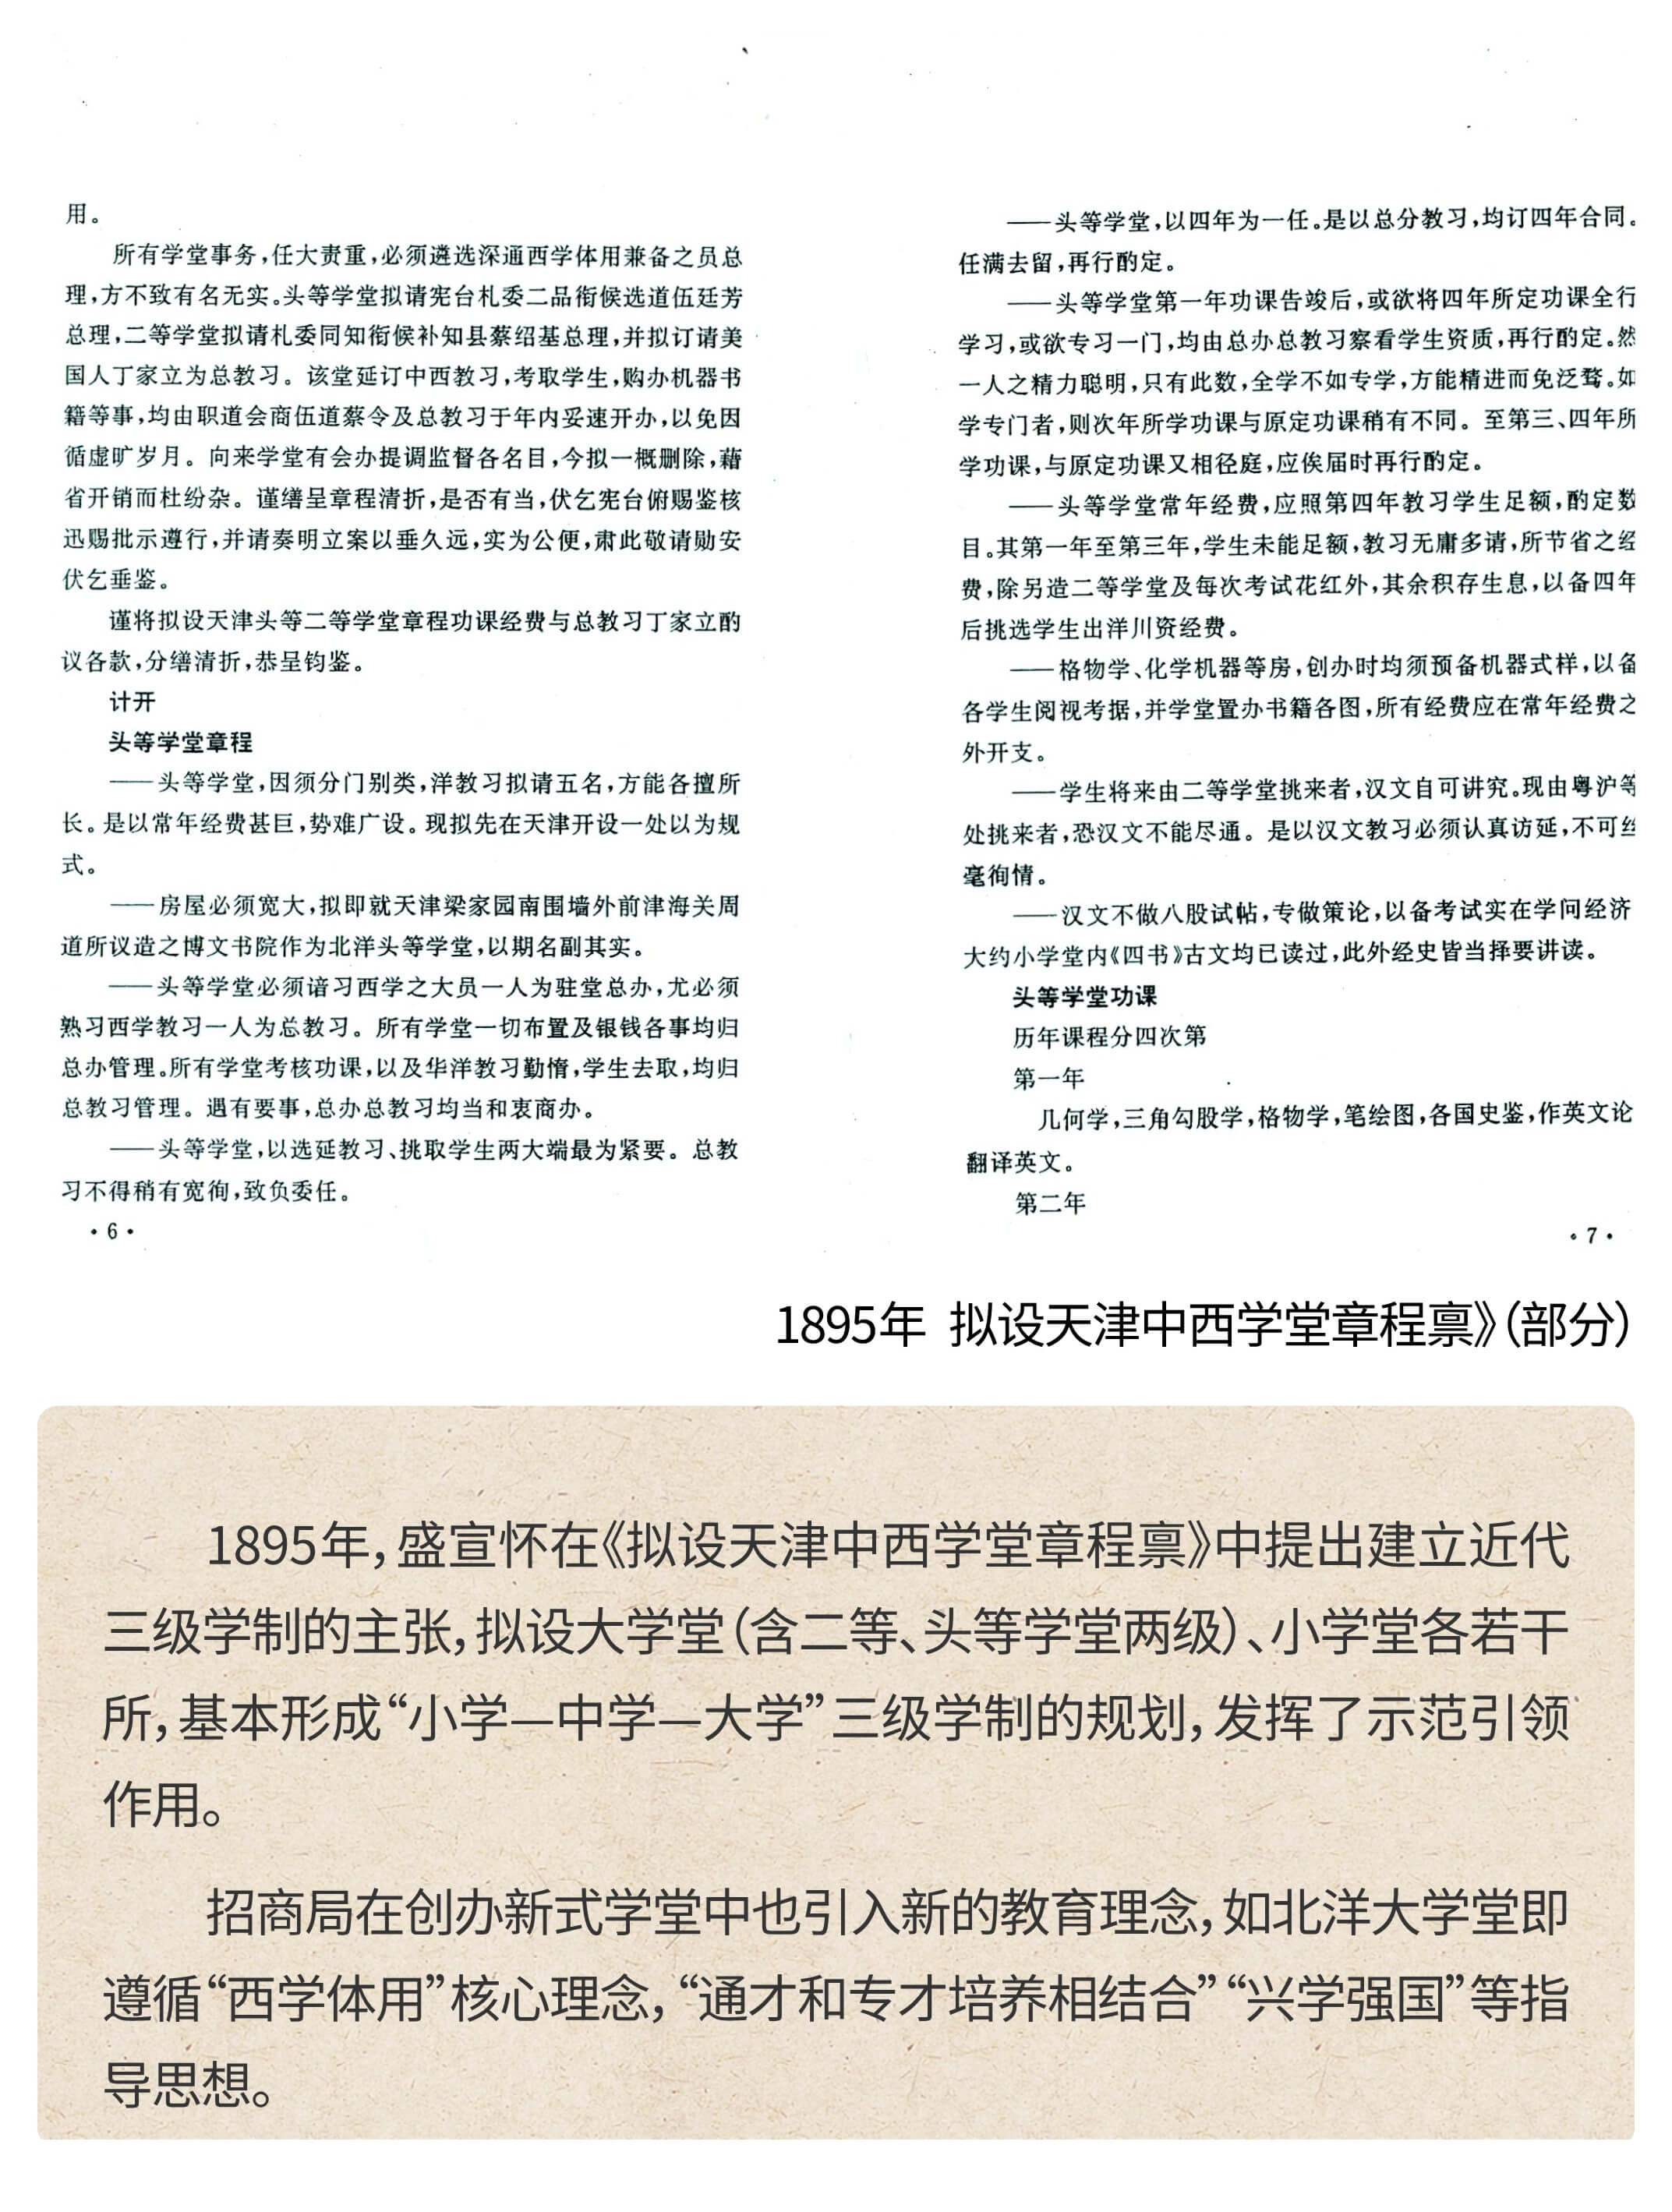 用。
所有学堂事务,任大责重,必须遴选深通西学体用兼备之员总
理,方不致有名无实。头等学堂拟请宪台札委二品衔候选道伍廷芳
总理,二等学堂拟请札委同知衔候补知县蔡绍基总理,并拟订请美
国人丁家立为总教习。该堂延订中西教习,考取学生,购办机器书
籍等事,均由职道会商伍道蔡令及总教习于年内妥速开办,以免因
循虚旷岁月。向来学堂有会办提调监督各名目,今拟一概删除,藉
省开销而杜纷杂。谨缮呈章程清折,是否有当,伏乞宪台俯赐鉴核
迅赐批示遵行,并请奏明立案以垂久远,实为公便,肃此敬请勋安
伏乞垂鉴。
谨将拟设天津头等二等学堂章程功课经费与总教习丁家立酌
议各款,分缮清折,恭呈钧鉴。
计开
头等学堂章程
——头等学堂,因须分门别类,洋教习拟请五名,方能各擅所
长。是以常年经费甚巨,势难广设。现拟先在天津开设一处以为规
式。
——房屋必须宽大,拟即就天津梁家园南围墙外前津海关周
道所议造之博文书院作为北洋头等学堂,以期名副其实。
——头等学堂必须谙习西学之大员一人为驻堂总办,尤必须
熟习西学教习一人为总教习。所有学堂一切布置及银钱各事均归
总办管理。所有学堂考核功课,以及华洋教习勤惰,学生去取,均归
总教习管理。遇有要事,总办总教习均当和衷商办。
——头等学堂,以选延教习、挑取学生两大端最为紧要。总教
习不得稍有宽徇,致负委任。
·6·
——头等学堂,以四年为一任。是以总分教习,均订四年合同。
任满去留,再行酌定。
——头等学堂第一年功课告竣后,或欲将四年所定功课全行
学习,或欲专习一门,均由总办总教习察看学生资质,再行酌定。然
一人之精力聪明,只有此数,全学不如专学,方能精进而免泛骛。如
学专门者,则次年所学功课与原定功课稍有不同。至第三、四年所
学功课,与原定功课又相径庭,应俟届时再行酌定。
——头等学堂常年经费,应照第四年教习学生足额,酌定数
目。其第一年至第三年,学生未能足额,教习无庸多请,所节省之经
费,除另造二等学堂及每次考试花红外,其余积存生息,以备四年
后挑选学生出洋川资经费。
——格物学、化学机器等房,创办时均须预备机器式样,以备
各学生阅视考据,并学堂置办书籍各图,所有经费应在常年经费之
外开支。
——学生将来由二等学堂挑来者,汉文自可讲究。现由粤沪等
处挑来者,恐汉文不能尽通。是以汉文教习必须认真访延,不可丝
毫徇情。
——汉文不做八股试帖,专做策论,以备考试实在学问经济
大约小学堂内《四书》古文均已读过,此外经史皆当择要讲读。
头等学堂功课
历年课程分四次第
第一年
几何学,三角勾股学,格物学,笔绘图,各国史鉴,作英文论
翻译英文。
第二年
·7·
1895年 拟设天津中西学堂章程禀》(部分)
1895年,盛宣怀在《拟设天津中西学堂章程禀》中提出建立近代
三级学制的主张,拟设大学堂(含二等、头等学堂两级)、小学堂各若干
所,基本形成“小学—中学—大学”三级学制的规划,发挥了示范引领
作用。
招商局在创办新式学堂中也引入新的教育理念,如北洋大学堂即
遵循“西学体用”核心理念,“通才和专才培养相结合”“兴学强国”等指
导思想。